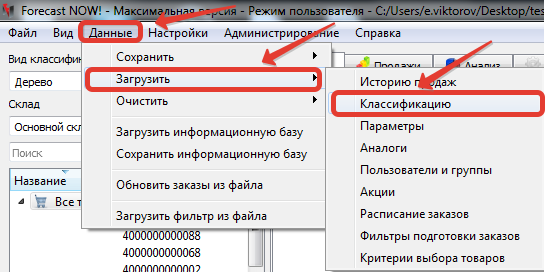 Forecast NOW! - Максимальная версия - Режим пользователя - C:/Users/e.viktorov/Desktop/tes
Файл Вид Данные Настройки Администрирование Справка
Вид классифи
Дерево
Склад
Основной скл
Поиск
Название
Все т
4000000000088
4000000000068
4000000000002
Сохранить
Загрузить
Очистить
Загрузить информационную базу
Сохранить информационную базу
Обновить заказы из файла
Загрузить фильтр из файла
Продажи Анализ
Историю продаж
Классификацию
Параметры
Аналоги
Пользователи и группы
Акции
Расписание заказов
Фильтры подготовки заказов
Критерии выбора товаров